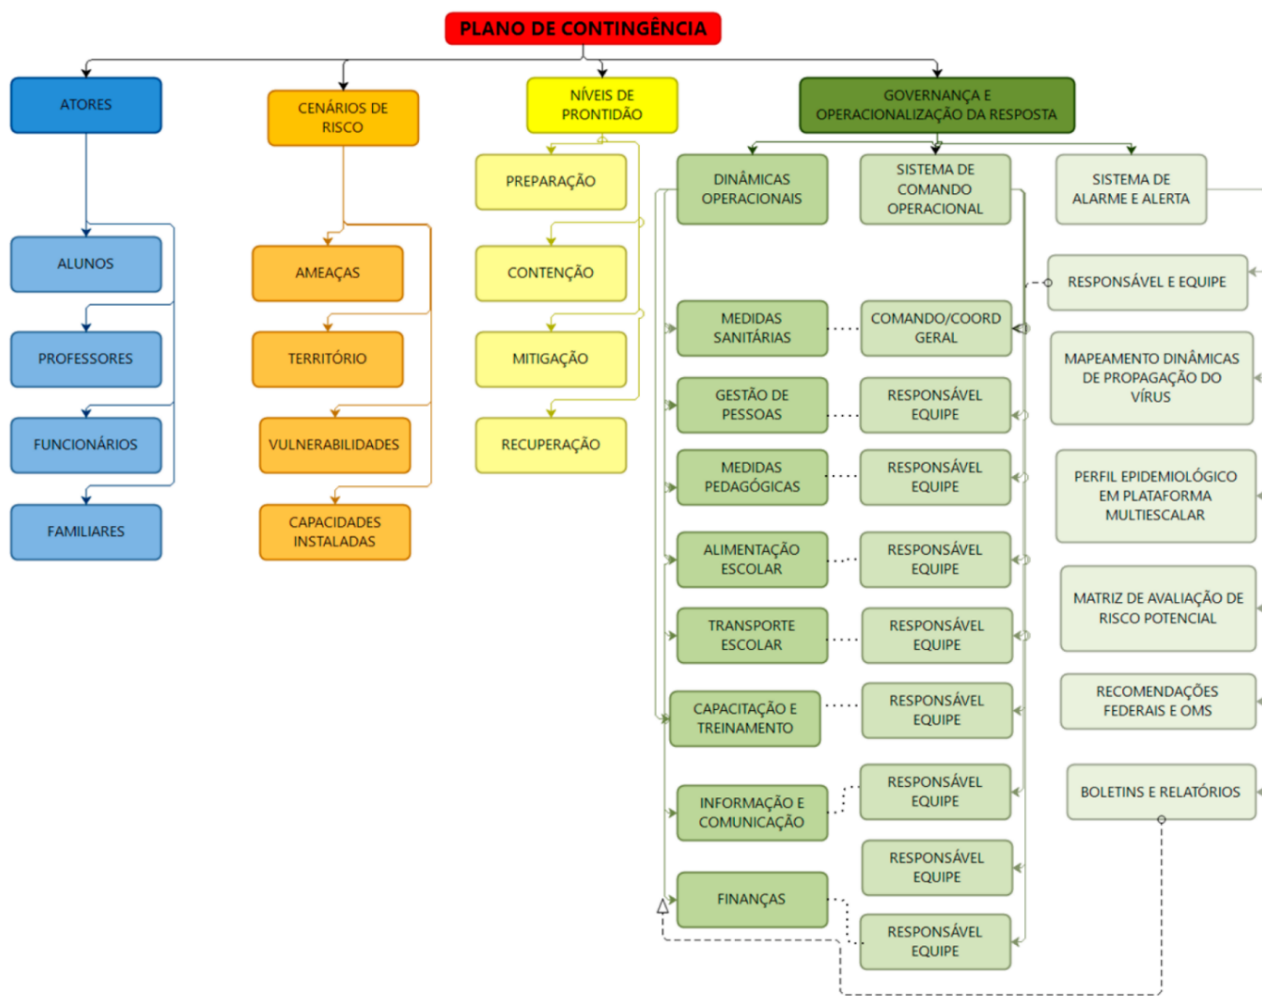 PLANO DE CONTINGÊNCIA
ATORES
CENÁRIOS DE
RISCO
NÍVEIS DE
PRONTIDÃO
GOVERNANÇA E
OPERACIONALIZAÇÃO DA RESPOSTA
ALUNOS
PROFESSORES
FUNCIONÁRIOS
FAMILIARES
AMEAÇAS
TERRITÓRIO
VULNERABILIDADES
CAPACIDADES
INSTALADAS
PREPARAÇÃO
CONTENÇÃO
MITIGAÇÃO
RECUPERAÇÃO
DINÂMICAS
OPERACIONAIS
MEDIDAS
SANITÁRIAS
GESTÃO DE
PESSOAS
MEDIDAS
PEDAGÓGICAS
ALIMENTAÇÃO
ESCOLAR
TRANSPORTE
ESCOLAR
CAPACITAÇÃO E
TREINAMENTO
INFORMAÇÃO E
COMUNICAÇÃO
FINANÇAS
SISTEMA DE
COMANDO
OPERACIONAL
COMANDO/COORD
GERAL
RESPONSÁVEL
EQUIPE
RESPONSÁVEL
EQUIPE
RESPONSÁVEL
EQUIPE
RESPONSÁVEL
EQUIPE
RESPONSÁVEL
EQUIPE
RESPONSÁVEL
EQUIPE
RESPONSÁVEL
EQUIPE
RESPONSÁVEL
EQUIPE
SISTEMA DE
ALARME E ALERTA
RESPONSÁVEL E EQUIPE
MAPEAMENTO DINÂMICAS
DE PROPAGAÇÃO DO
VÍRUS
PERFIL EPIDEMIOLÓGICO
EM PLATAFORMA
MULTIESCALAR
MATRIZ DE AVALIAÇÃO DE
RISCO POTENCIAL
RECOMENDAÇÕES
FEDERAIS E OMS
BOLETINS E RELATÓRIOS